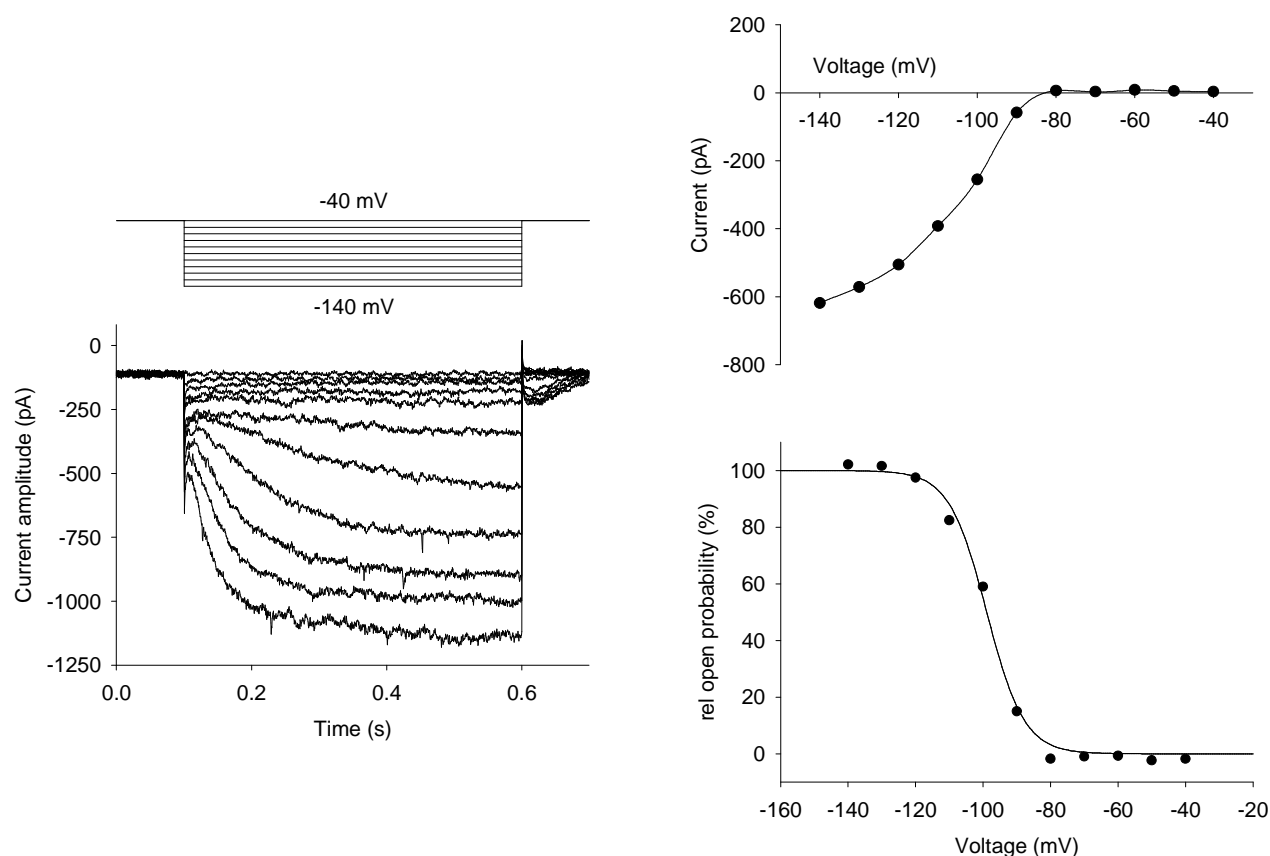 -40 mV
-140 mV
0
-250
-500
-750
-1000
-1250
Current amplitude (pA)
0.0 0.2 0.4 0.6
Time (s)
200
0
-200
-400
-600
-800
Current (pA)
Voltage (mV)
-140 -120 -100 -80 -60 -40
100
80
60
40
20
0
rel open probability (%)
-160 -140 -120 -100 -80 -60 -40 -20
Voltage (mV)